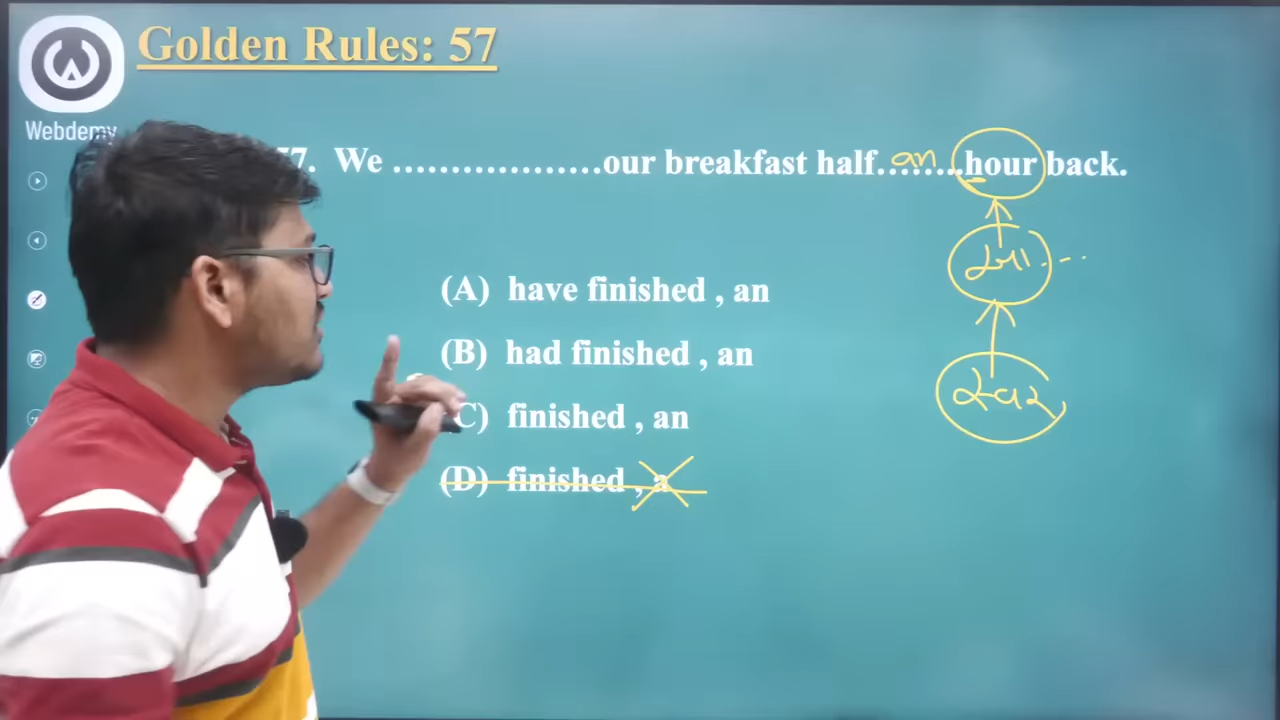 Golden Rules: 57
Webdemy
57. We ………………our breakfast half…an…..hour back.
(A) have finished , an
(B) had finished , an
C) finished , an
(D) finished , a